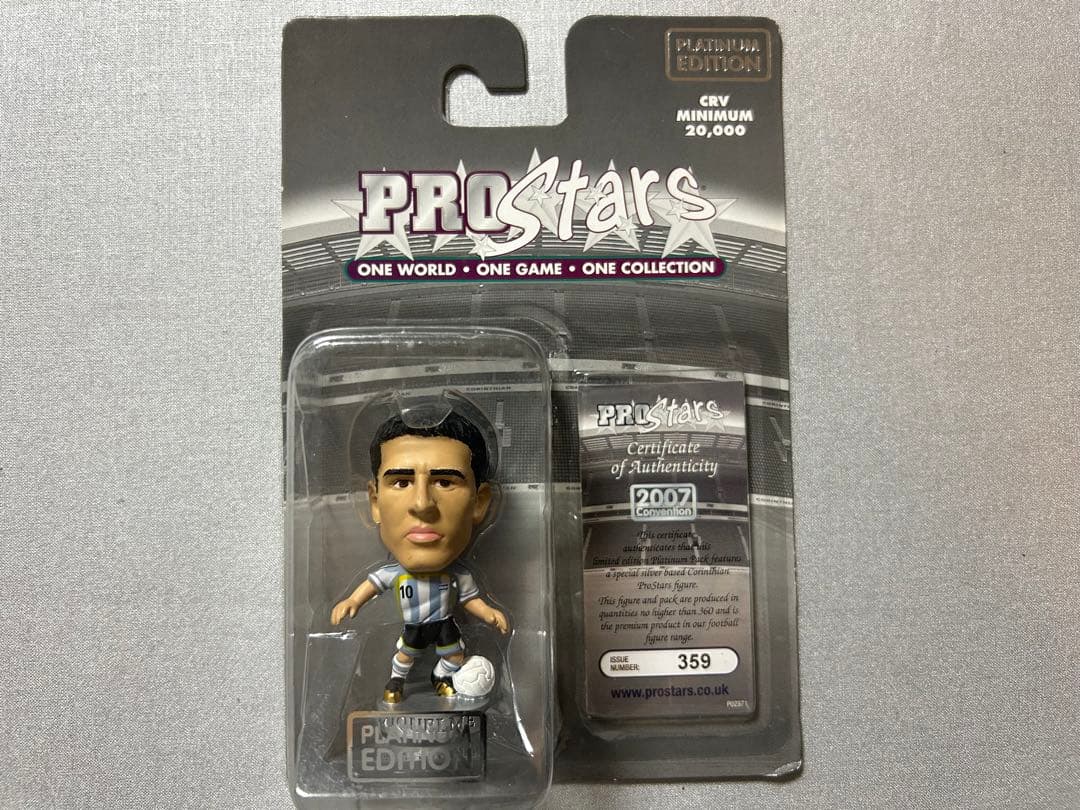 PLATINUM
EDITION
CRV
MINIMUM
20,000
PROStars
ONE WORLD • ONE GAME • ONE COLLECTION
CORINTHIAN
PROStars
Certificate
of Authenticity
2007
Convention
This certificate
authenticates that this
limited edition Platinum Pack features
a special silver based Corinthian
ProStars figure.
This figure and pack are produced in
quantities no higher than 360 and is
the premium product in our football
figure range.
ISSUE
NUMBER:
359
www.prostars.co.uk
10
PLATINUM
EDITION